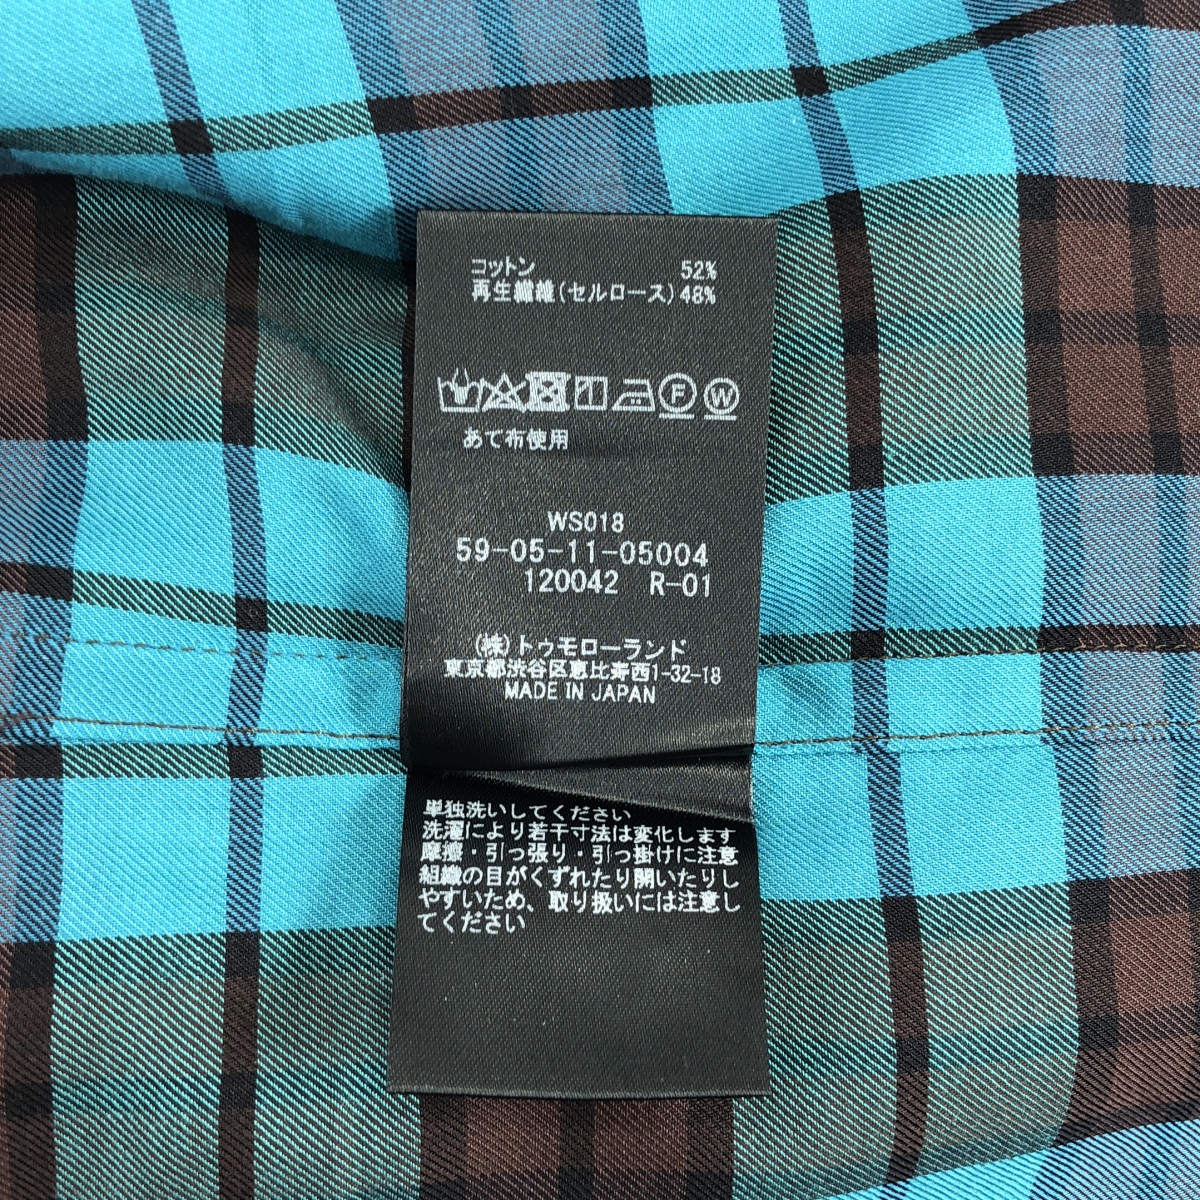 コットン 52%
再生繊維(セルロース)48%
F W
あて布使用
WS018
59-05-11-05004
120042 R-01
(株)トゥモローランド
東京都渋谷区恵比寿西1-32-18
MADE IN JAPAN
単独洗いしてください
洗濯により若干寸法は変化します
摩擦・引っ張り・引っ掛けに注意
組織の目がくずれたり開いたりし
やすいため、取り扱いには注意し
てください